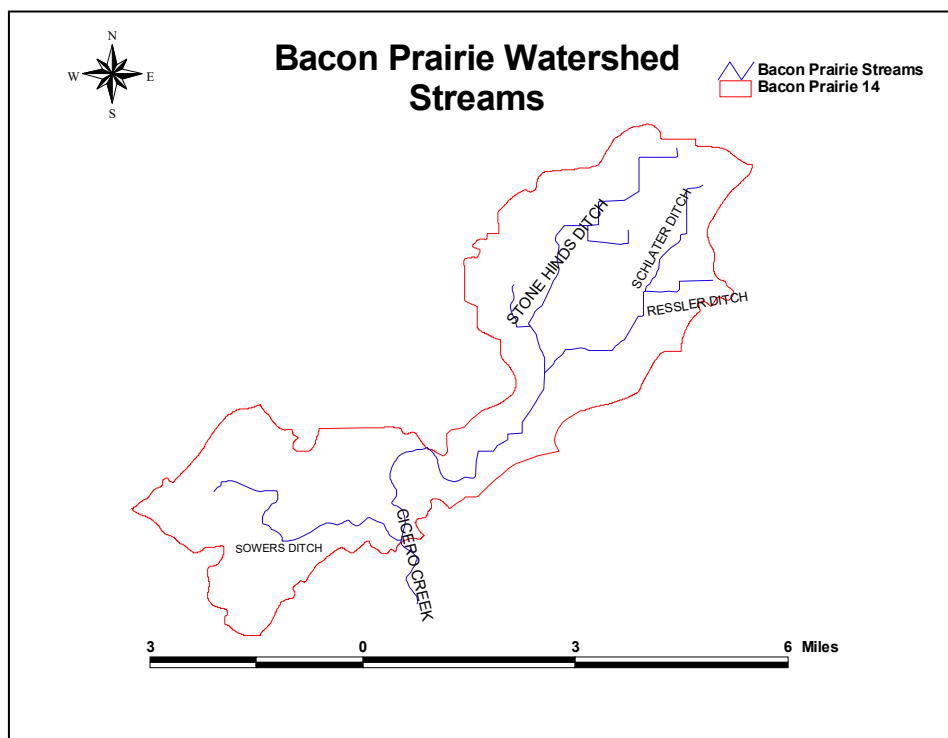 N
W E
S
Bacon Prairie Watershed
Streams
Bacon Prairie Streams
Bacon Prairie 14
STONE HINDS DITCH
SCHLATER DITCH
RESSLER DITCH
CICERO CREEK
SOWERS DITCH
3 0 3 6 Miles